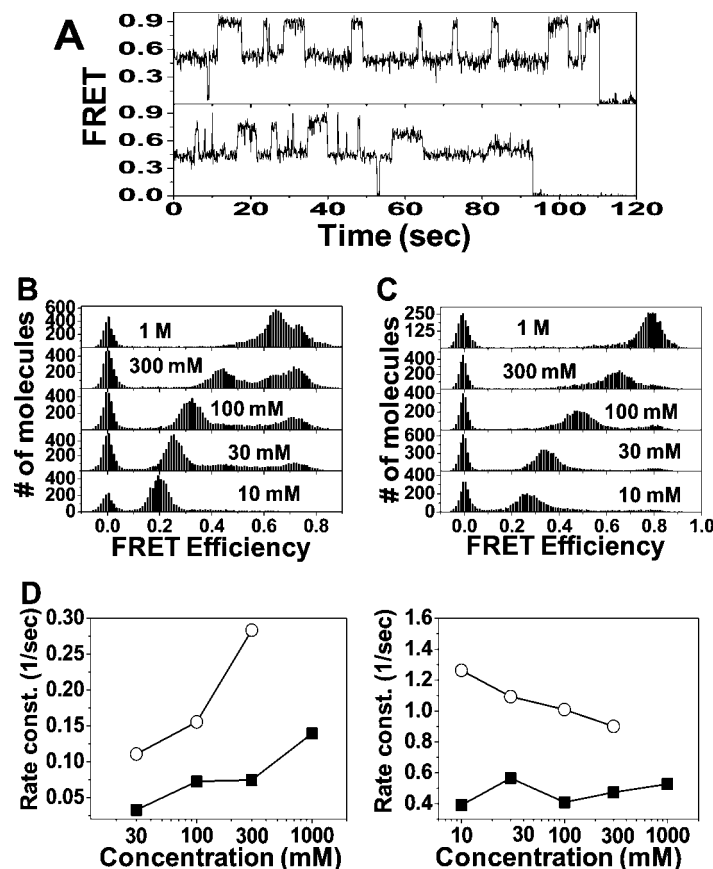 A
FRET
0.9
0.6
0.3
0.9
0.6
0.3
0.0
0 20 40 60 80 100 120
Time (sec)
B
# of molecules
600
400
200
1 M
400
200
300 mM
400
200
100 mM
400
200
30 mM
400
200
0
10 mM
0.0 0.2 0.4 0.6 0.8
FRET Efficiency
C
# of molecules
250
125
1 M
400
200
300 mM
400
200
100 mM
600
300
30 mM
400
200
0
10 mM
0.0 0.2 0.4 0.6 0.8 1.0
FRET Efficiency
D
Rate const. (1/sec)
0.30
0.25
0.20
0.15
0.10
0.05
30 100 300 1000
Concentration (mM)
Rate const. (1/sec)
1.6
1.4
1.2
1.0
0.8
0.6
0.4
10 30 100 300 1000
Concentration (mM)